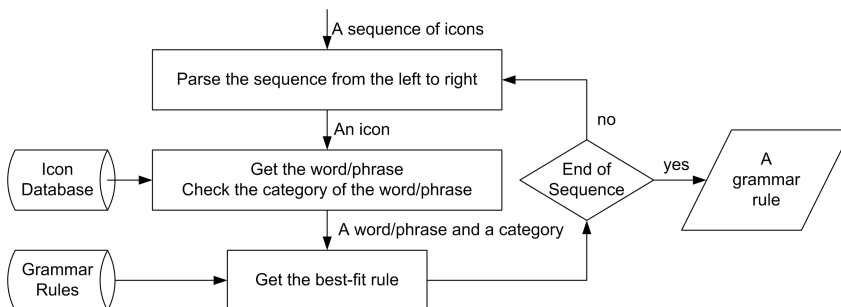 A sequence of icons
Parse the sequence from the left to right
An icon
Icon
Database
Get the word/phrase
Check the category of the word/phrase
A word/phrase and a category
Grammar
Rules
Get the best-fit rule
no
End of
Sequence
yes
A
grammar
rule